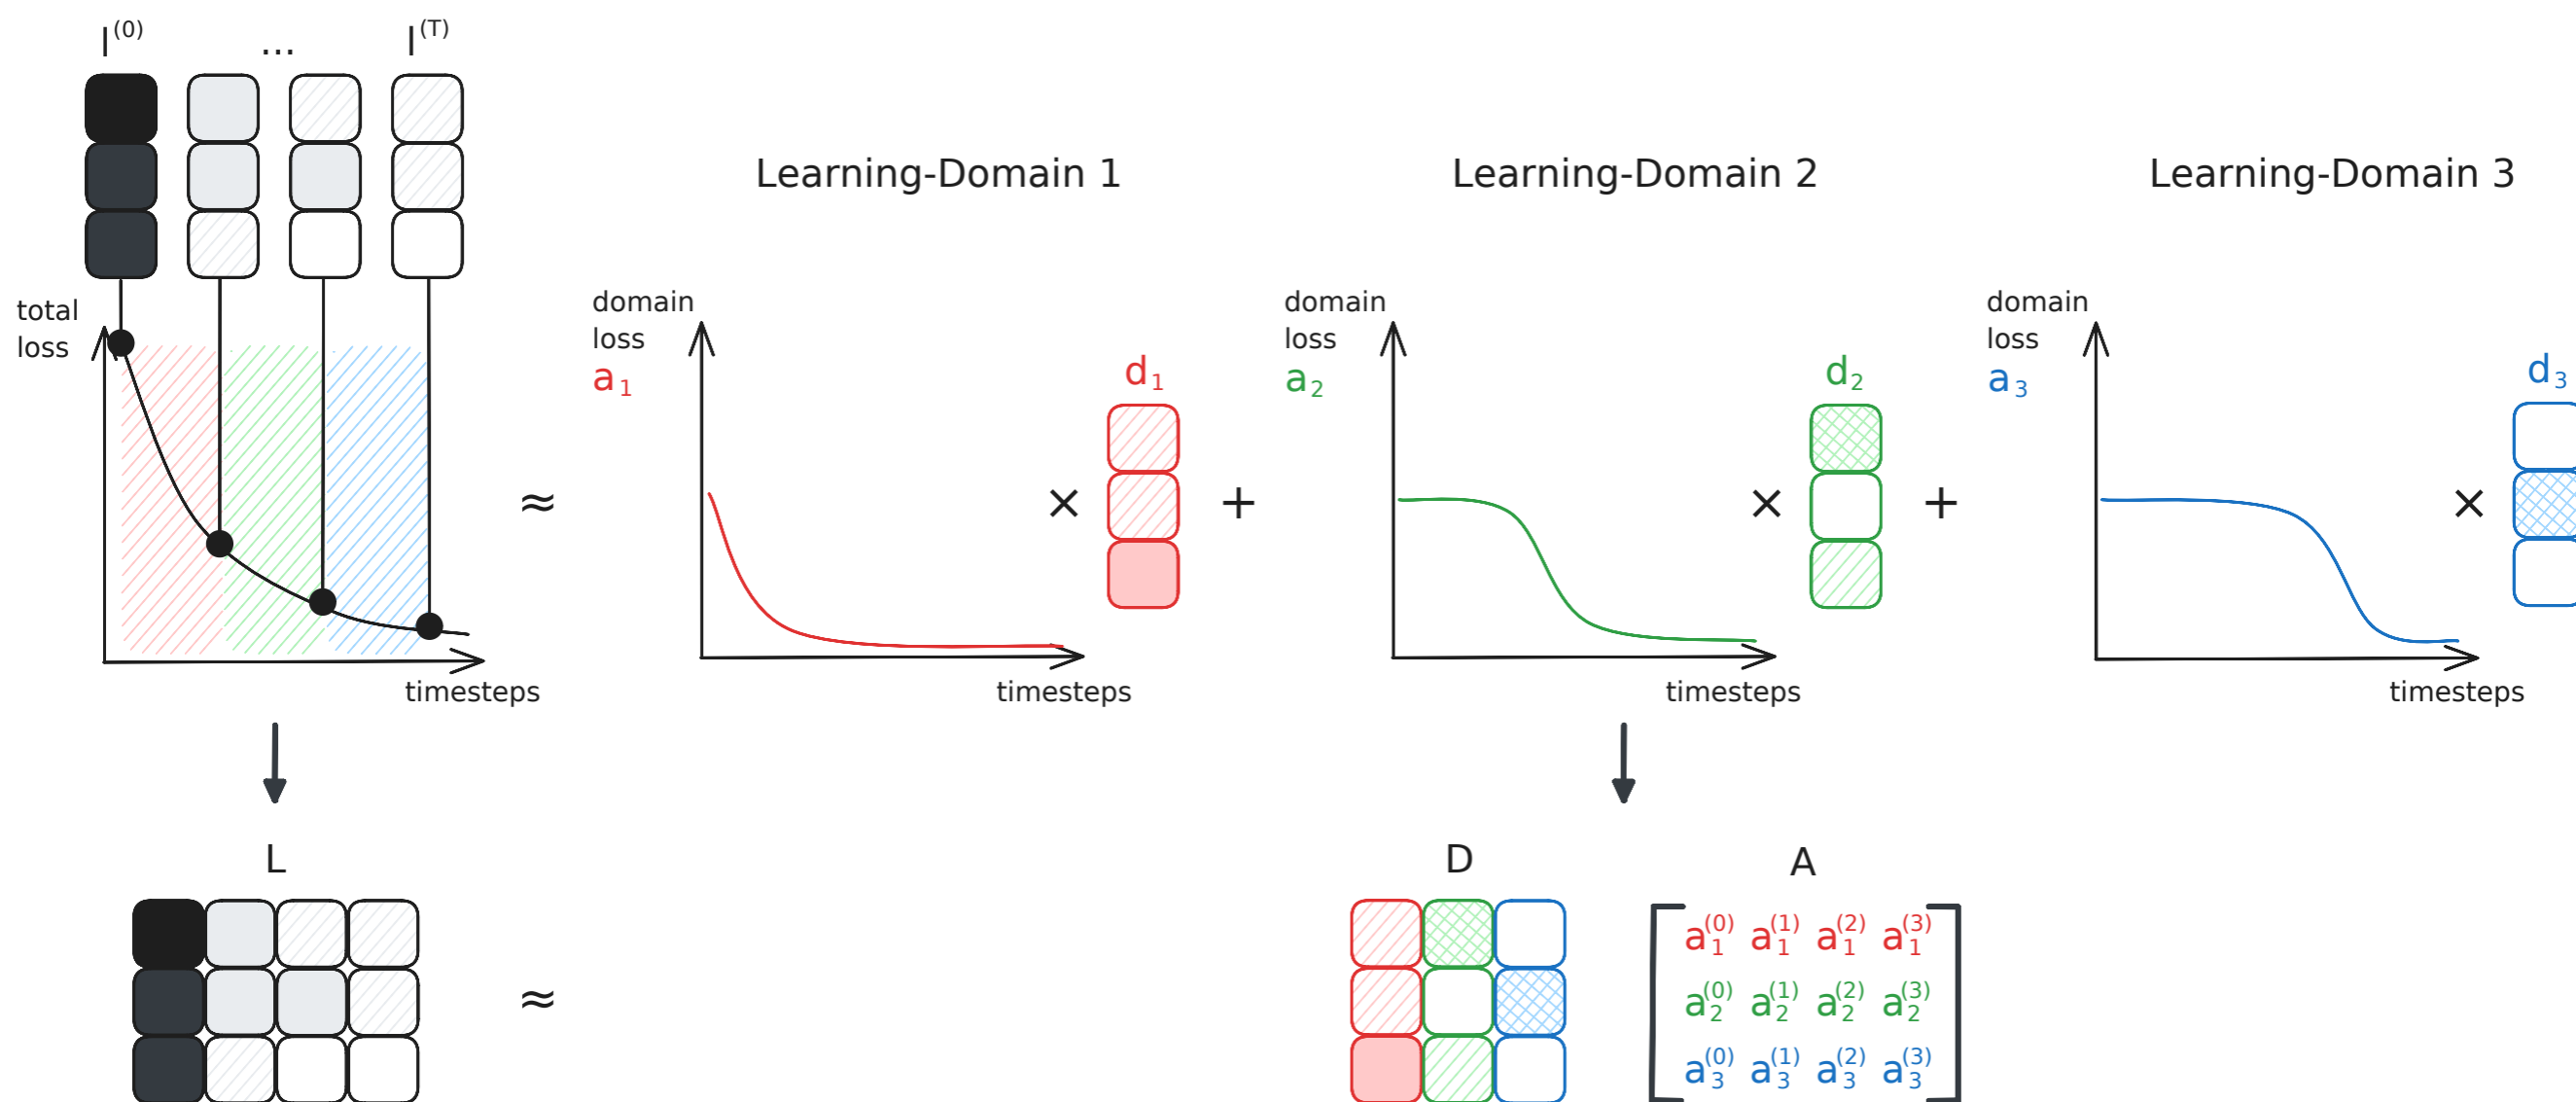 l⁽⁰⁾ ... l⁽ᵀ⁾
Learning-Domain 1
Learning-Domain 2
Learning-Domain 3
total
loss
timesteps
≈
domain
loss
a₁
timesteps
×
d₁
+
domain
loss
a₂
timesteps
×
d₂
+
domain
loss
a₃
timesteps
×
d₃
L
≈
D
A
a₁⁽⁰⁾ a₁⁽¹⁾ a₁⁽²⁾ a₁⁽³⁾
a₂⁽⁰⁾ a₂⁽¹⁾ a₂⁽²⁾ a₂⁽³⁾
a₃⁽⁰⁾ a₃⁽¹⁾ a₃⁽²⁾ a₃⁽³⁾